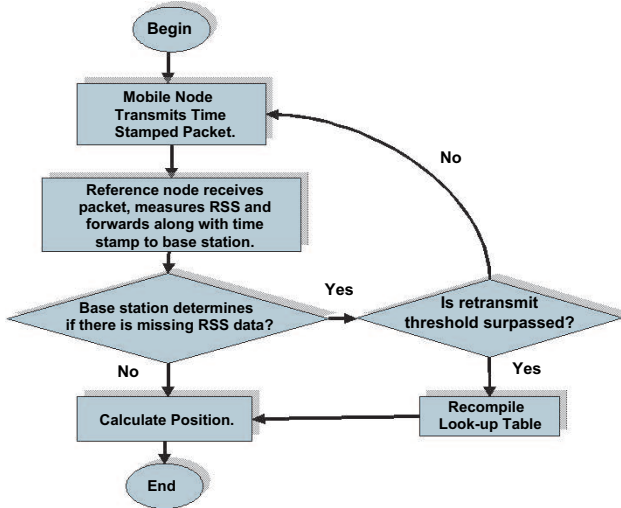 Begin
Mobile Node
Transmits Time
Stamped Packet.
No
Reference node receives
packet, measures RSS and
forwards along with time
stamp to base station.
Base station determines
if there is missing RSS data?
Yes
Is retransmit
threshold surpassed?
No
Yes
Calculate Position.
Recompile
Look-up Table
End